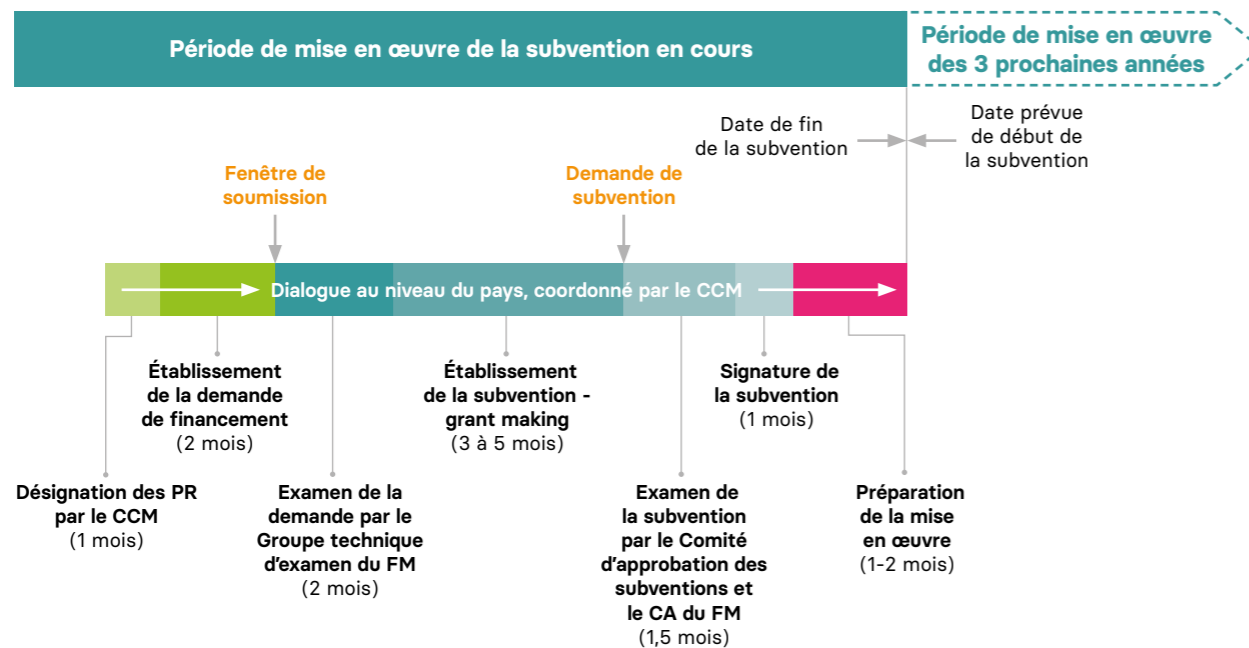 Période de mise en œuvre de la subvention en cours
Période de mise en œuvre
des 3 prochaines années
Date de fin
de la subvention
Date prévue
de début de
la subvention
Fenêtre de
soumission
Demande de
subvention
Dialogue au niveau du pays, coordonné par le CCM
Établissement
de la demande
de financement
(2 mois)
Établissement
de la subvention -
grant making
(3 à 5 mois)
Signature de
la subvention
(1 mois)
Désignation des PR
par le CCM
(1 mois)
Examen de la
demande par le
Groupe technique
d'examen du FM
(2 mois)
Examen de
la subvention
par le Comité
d'approbation des
subventions et
le CA du FM
(1,5 mois)
Préparation
de la mise
en œuvre
(1-2 mois)